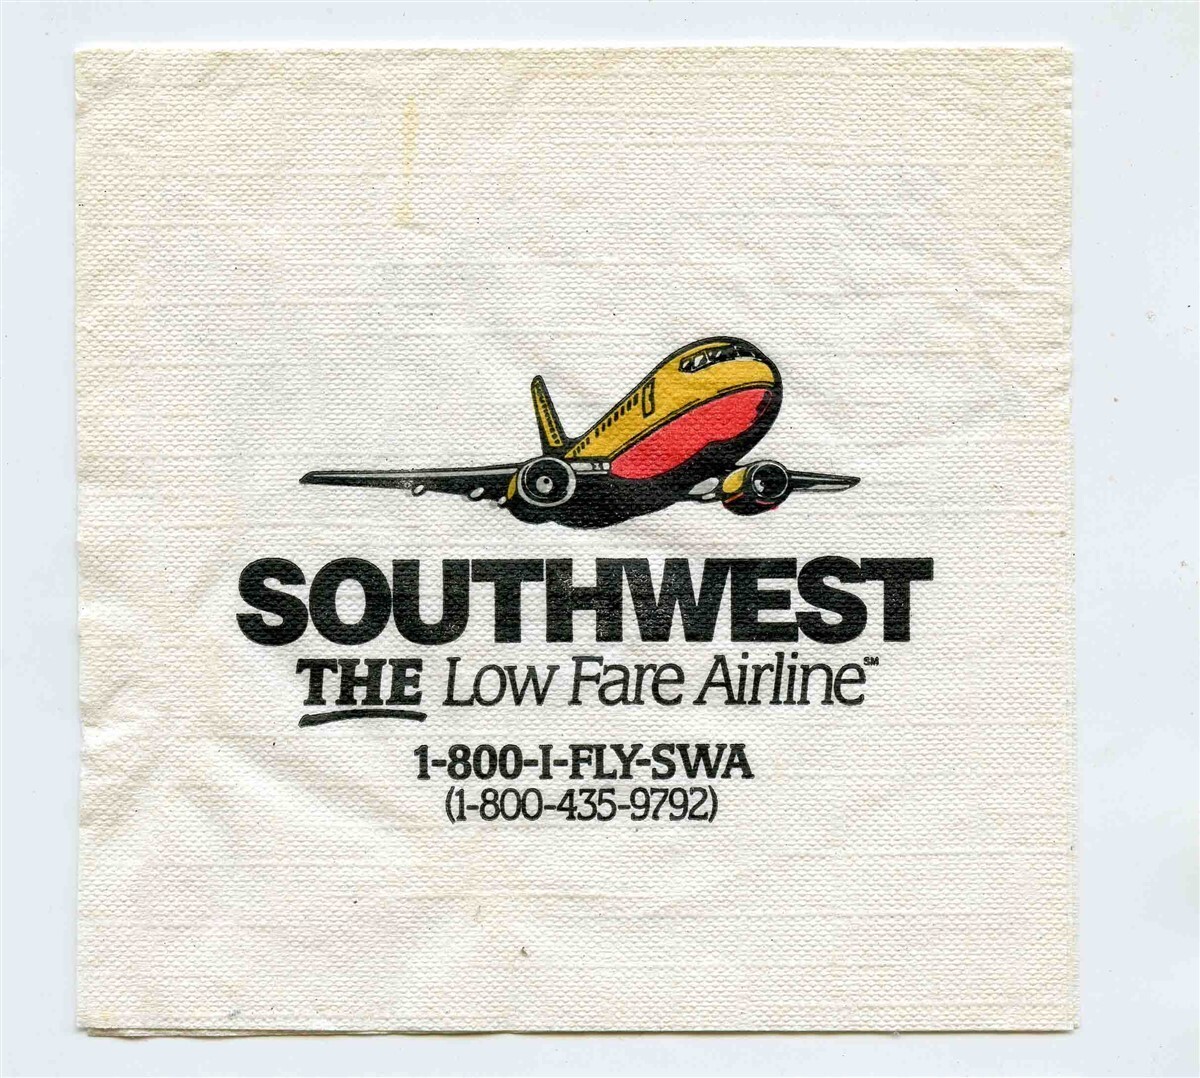 SOUTHWEST
THE Low Fare Airline℠
1-800-I-FLY-SWA
(1-800-435-9792)